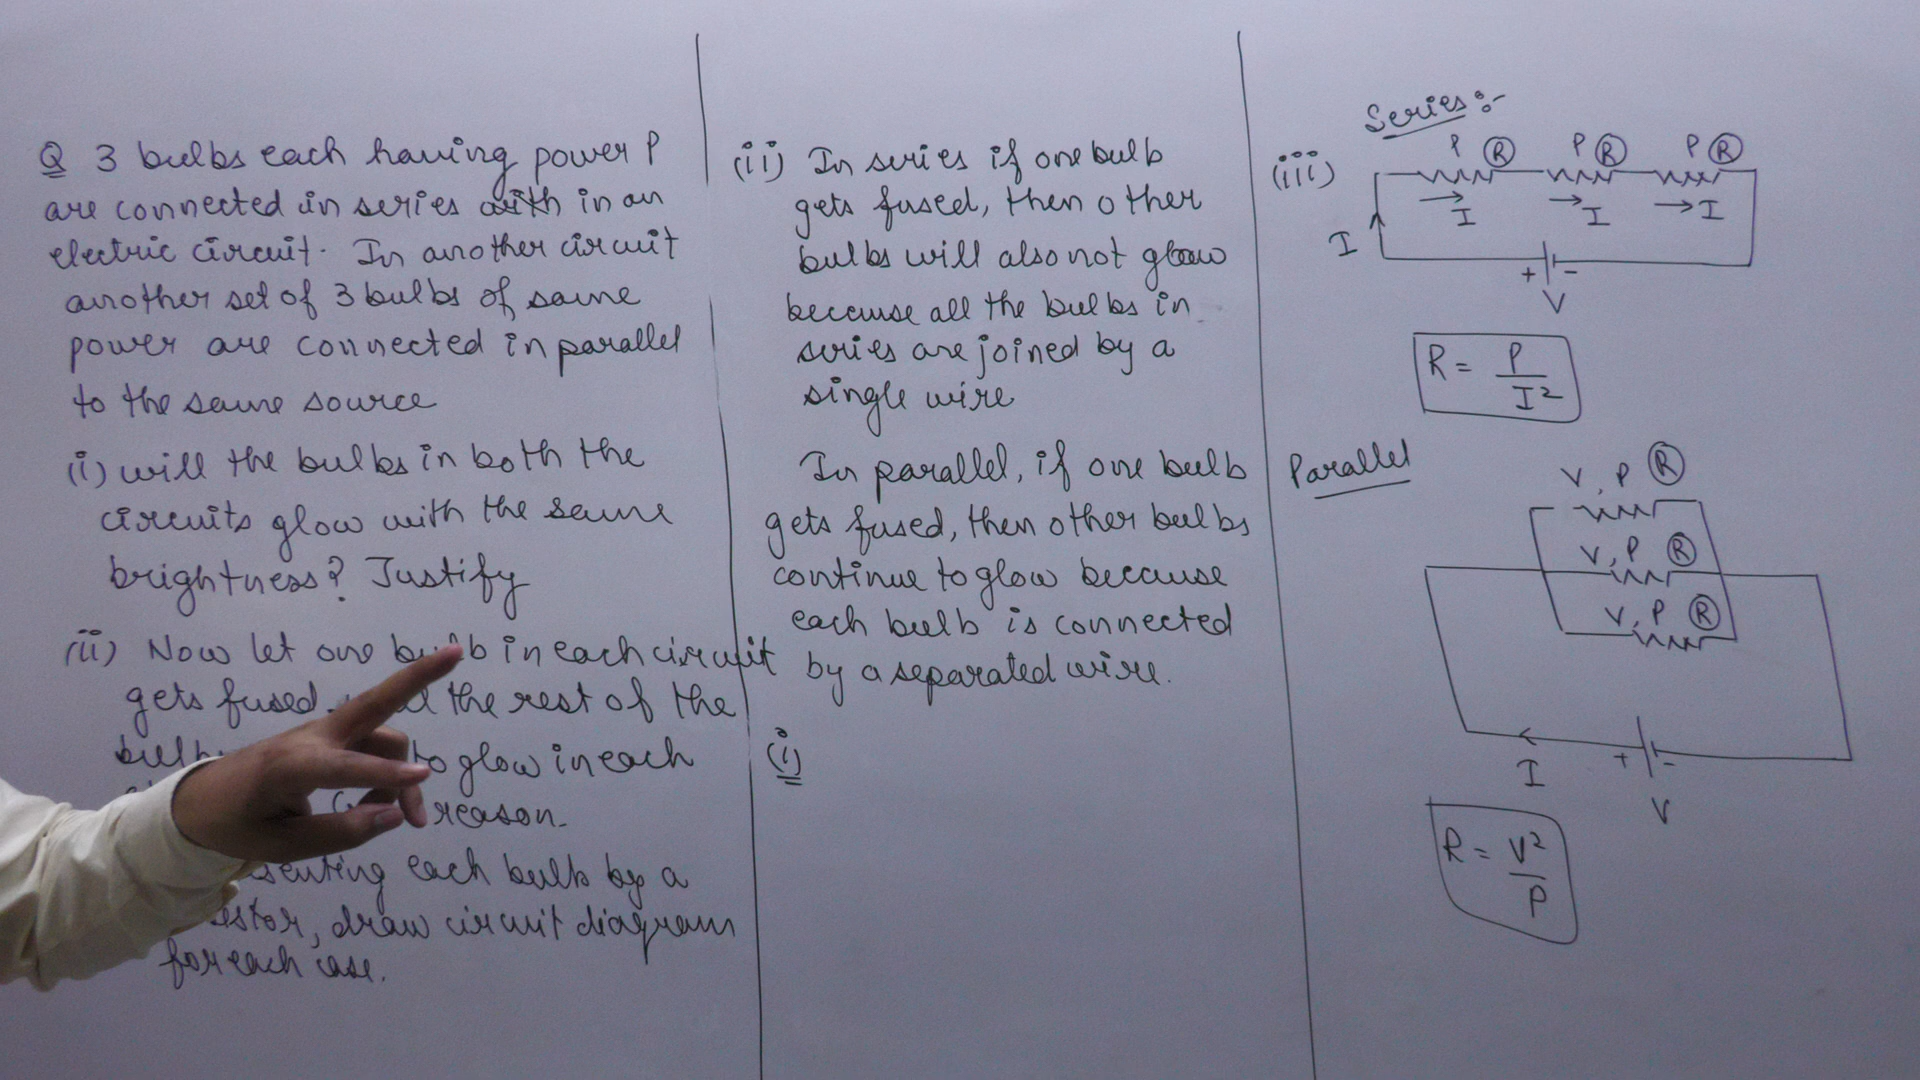 Q 3 bulbs each having power P
are connected in series with in an
electric circuit. In another circuit
another set of 3 bulbs of same
power are connected in parallel
to the same source
(i) will the bulbs in both the
circuits glow with the same
brightness? Justify
(ii) Now let one bulb in each circuit
gets fused. the rest of the
to glow in each
reason.
each bulb by a
, draw circuit diagram
for each case.
(ii) In series if one bulb
gets fused, then other
bulbs will also not glow
because all the bulbs in
series are joined by a
single wire
In parallel, if one bulb
gets fused, then other bulbs
continue to glow because
each bulb is connected
by a separated wire.
(i)
Series:-
(iii) P R P R P R
I I I
I
+ -
V
R = P/I²
Parallel
V, P R
V, P R
V, P R
+ -
I
V
R = V²/P